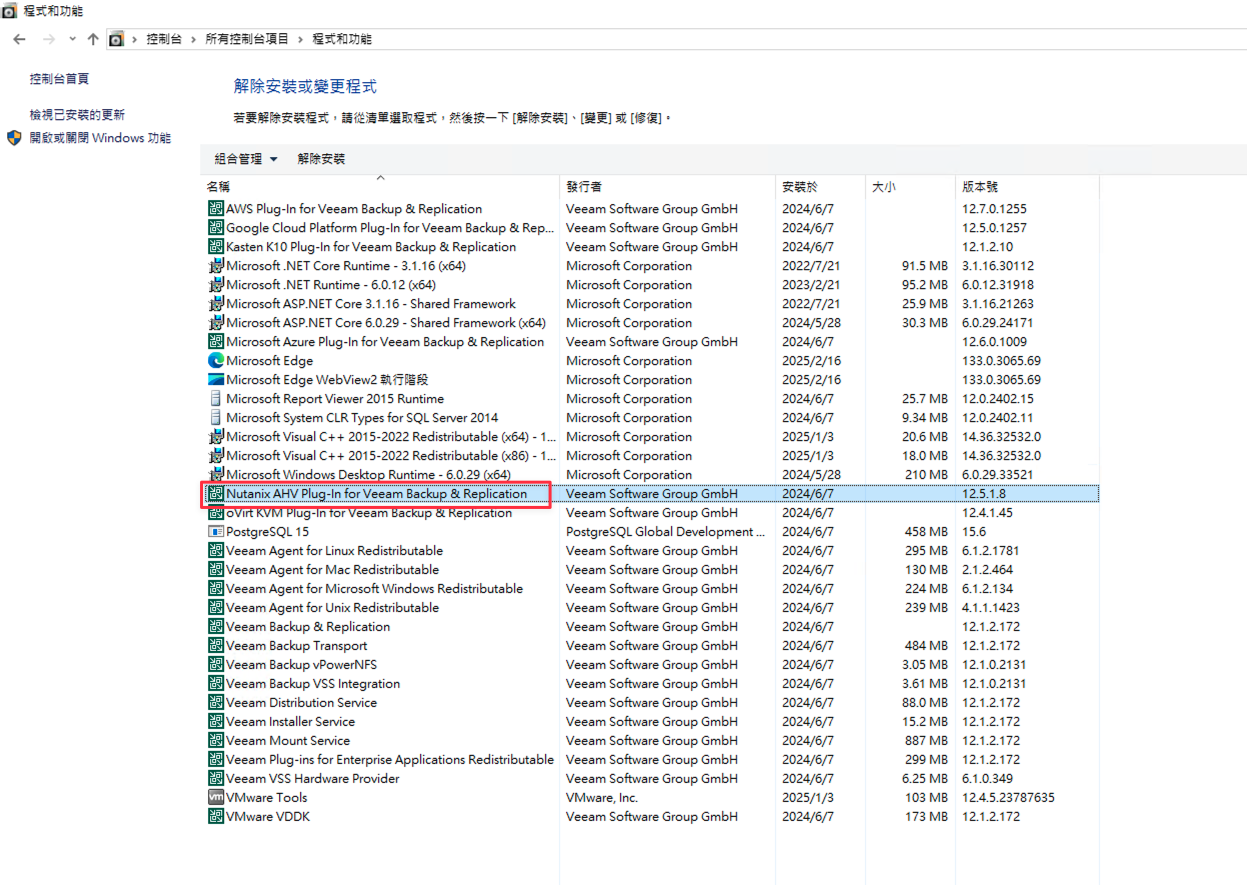 程式和功能
控制台 › 所有控制台項目 › 程式和功能
控制台首頁
檢視已安裝的更新
開啟或關閉 Windows 功能
解除安裝或變更程式
若要解除安裝程式，請從清單選取程式，然後按一下 [解除安裝]、[變更] 或 [修復]。
組合管理 解除安裝
名稱 發行者 安裝於 大小 版本號
AWS Plug-In for Veeam Backup & Replication Veeam Software Group GmbH 2024/6/7 12.7.0.1255
Google Cloud Platform Plug-In for Veeam Backup & Rep... Veeam Software Group GmbH 2024/6/7 12.5.0.1257
Kasten K10 Plug-In for Veeam Backup & Replication Veeam Software Group GmbH 2024/6/7 12.1.2.10
Microsoft .NET Core Runtime - 3.1.16 (x64) Microsoft Corporation 2022/7/21 91.5 MB 3.1.16.30112
Microsoft .NET Runtime - 6.0.12 (x64) Microsoft Corporation 2023/2/21 95.2 MB 6.0.12.31918
Microsoft ASP.NET Core 3.1.16 - Shared Framework Microsoft Corporation 2022/7/21 25.9 MB 3.1.16.21263
Microsoft ASP.NET Core 6.0.29 - Shared Framework (x64) Microsoft Corporation 2024/5/28 30.3 MB 6.0.29.24171
Microsoft Azure Plug-In for Veeam Backup & Replication Veeam Software Group GmbH 2024/6/7 12.6.0.1009
Microsoft Edge Microsoft Corporation 2025/2/16 133.0.3065.69
Microsoft Edge WebView2 執行階段 Microsoft Corporation 2025/2/16 133.0.3065.69
Microsoft Report Viewer 2015 Runtime Microsoft Corporation 2024/6/7 25.7 MB 12.0.2402.15
Microsoft System CLR Types for SQL Server 2014 Microsoft Corporation 2024/6/7 9.34 MB 12.0.2402.11
Microsoft Visual C++ 2015-2022 Redistributable (x64) - 1... Microsoft Corporation 2025/1/3 20.6 MB 14.36.32532.0
Microsoft Visual C++ 2015-2022 Redistributable (x86) - 1... Microsoft Corporation 2025/1/3 18.0 MB 14.36.32532.0
Microsoft Windows Desktop Runtime - 6.0.29 (x64) Microsoft Corporation 2024/5/28 210 MB 6.0.29.33521
Nutanix AHV Plug-In for Veeam Backup & Replication Veeam Software Group GmbH 2024/6/7 12.5.1.8
oVirt KVM Plug-In for Veeam Backup & Replication Veeam Software Group GmbH 2024/6/7 12.4.1.45
PostgreSQL 15 PostgreSQL Global Development ... 2024/6/7 458 MB 15.6
Veeam Agent for Linux Redistributable Veeam Software Group GmbH 2024/6/7 295 MB 6.1.2.1781
Veeam Agent for Mac Redistributable Veeam Software Group GmbH 2024/6/7 130 MB 2.1.2.464
Veeam Agent for Microsoft Windows Redistributable Veeam Software Group GmbH 2024/6/7 224 MB 6.1.2.134
Veeam Agent for Unix Redistributable Veeam Software Group GmbH 2024/6/7 239 MB 4.1.1.1423
Veeam Backup & Replication Veeam Software Group GmbH 2024/6/7 12.1.2.172
Veeam Backup Transport Veeam Software Group GmbH 2024/6/7 484 MB 12.1.2.172
Veeam Backup vPowerNFS Veeam Software Group GmbH 2024/6/7 3.05 MB 12.1.0.2131
Veeam Backup VSS Integration Veeam Software Group GmbH 2024/6/7 3.61 MB 12.1.0.2131
Veeam Distribution Service Veeam Software Group GmbH 2024/6/7 88.0 MB 12.1.2.172
Veeam Installer Service Veeam Software Group GmbH 2024/6/7 15.2 MB 12.1.2.172
Veeam Mount Service Veeam Software Group GmbH 2024/6/7 887 MB 12.1.2.172
Veeam Plug-ins for Enterprise Applications Redistributable Veeam Software Group GmbH 2024/6/7 299 MB 12.1.2.172
Veeam VSS Hardware Provider Veeam Software Group GmbH 2024/6/7 6.25 MB 6.1.0.349
vm VMware Tools VMware, Inc. 2025/1/3 103 MB 12.4.5.23787635
VMware VDDK Veeam Software Group GmbH 2024/6/7 173 MB 12.1.2.172